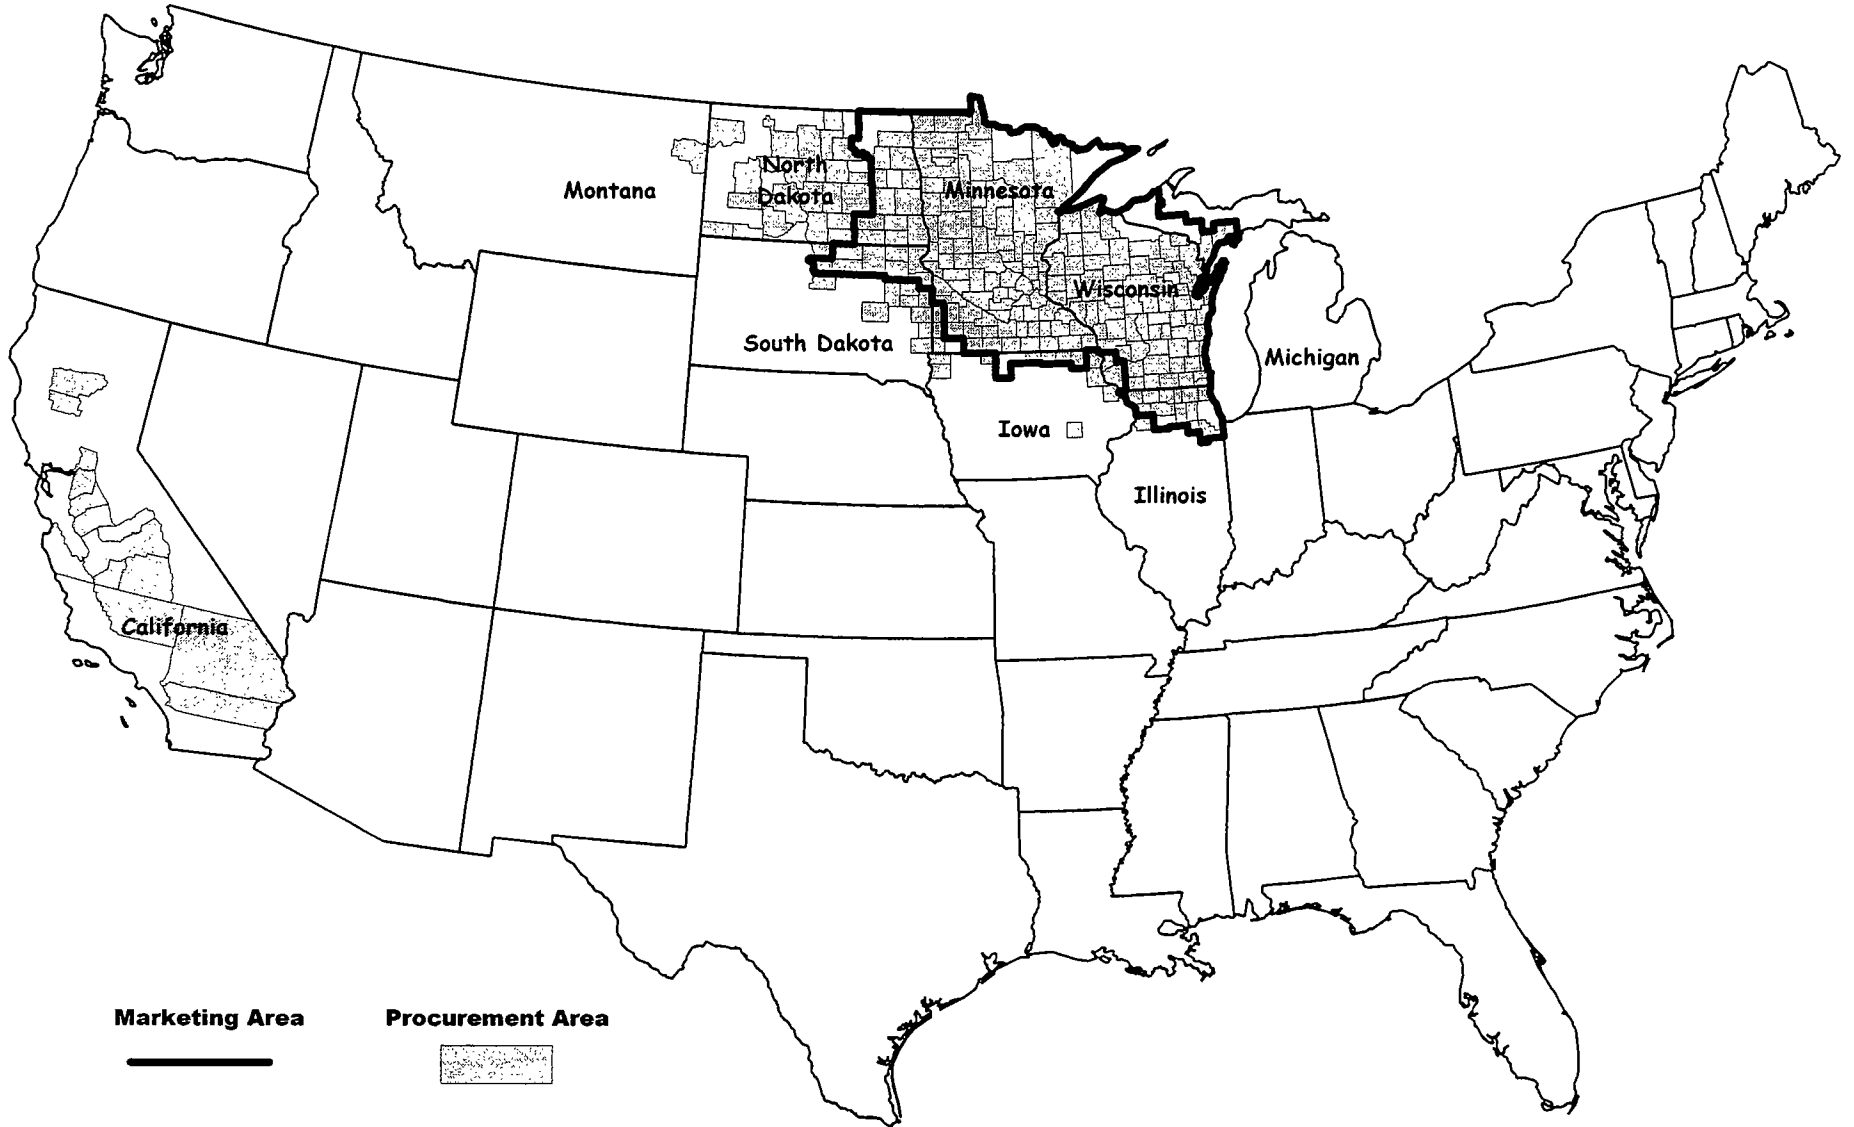 North
Montana
Minnesota
Dakota
Wisconsin
South Dakota
Michigan
Iowa
Illinois
California
Marketing Area
Procurement Area